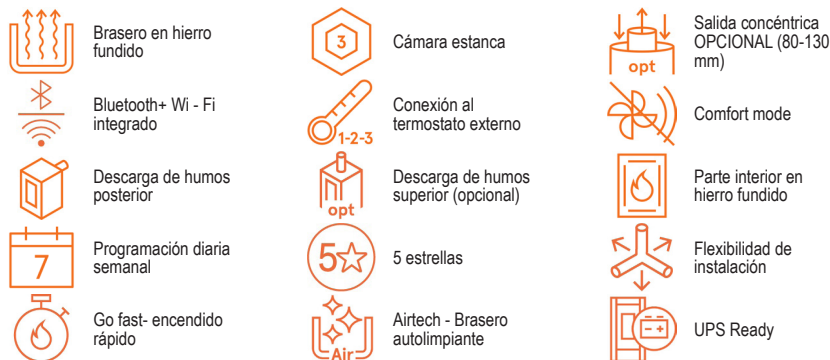 Brasero en hierro
fundido
3
Cámara estanca
opt
Salida concéntrica
OPCIONAL (80-130
mm)
Bluetooth+ Wi - Fi
integrado
1-2-3
Conexión al
termostato externo
Comfort mode
Descarga de humos
posterior
opt
Descarga de humos
superior (opcional)
Parte interior en
hierro fundido
7
Programación diaria
semanal
5
5 estrellas
Flexibilidad de
instalación
Go fast- encendido
rápido
Air
Airtech - Brasero
autolimpiante
UPS Ready